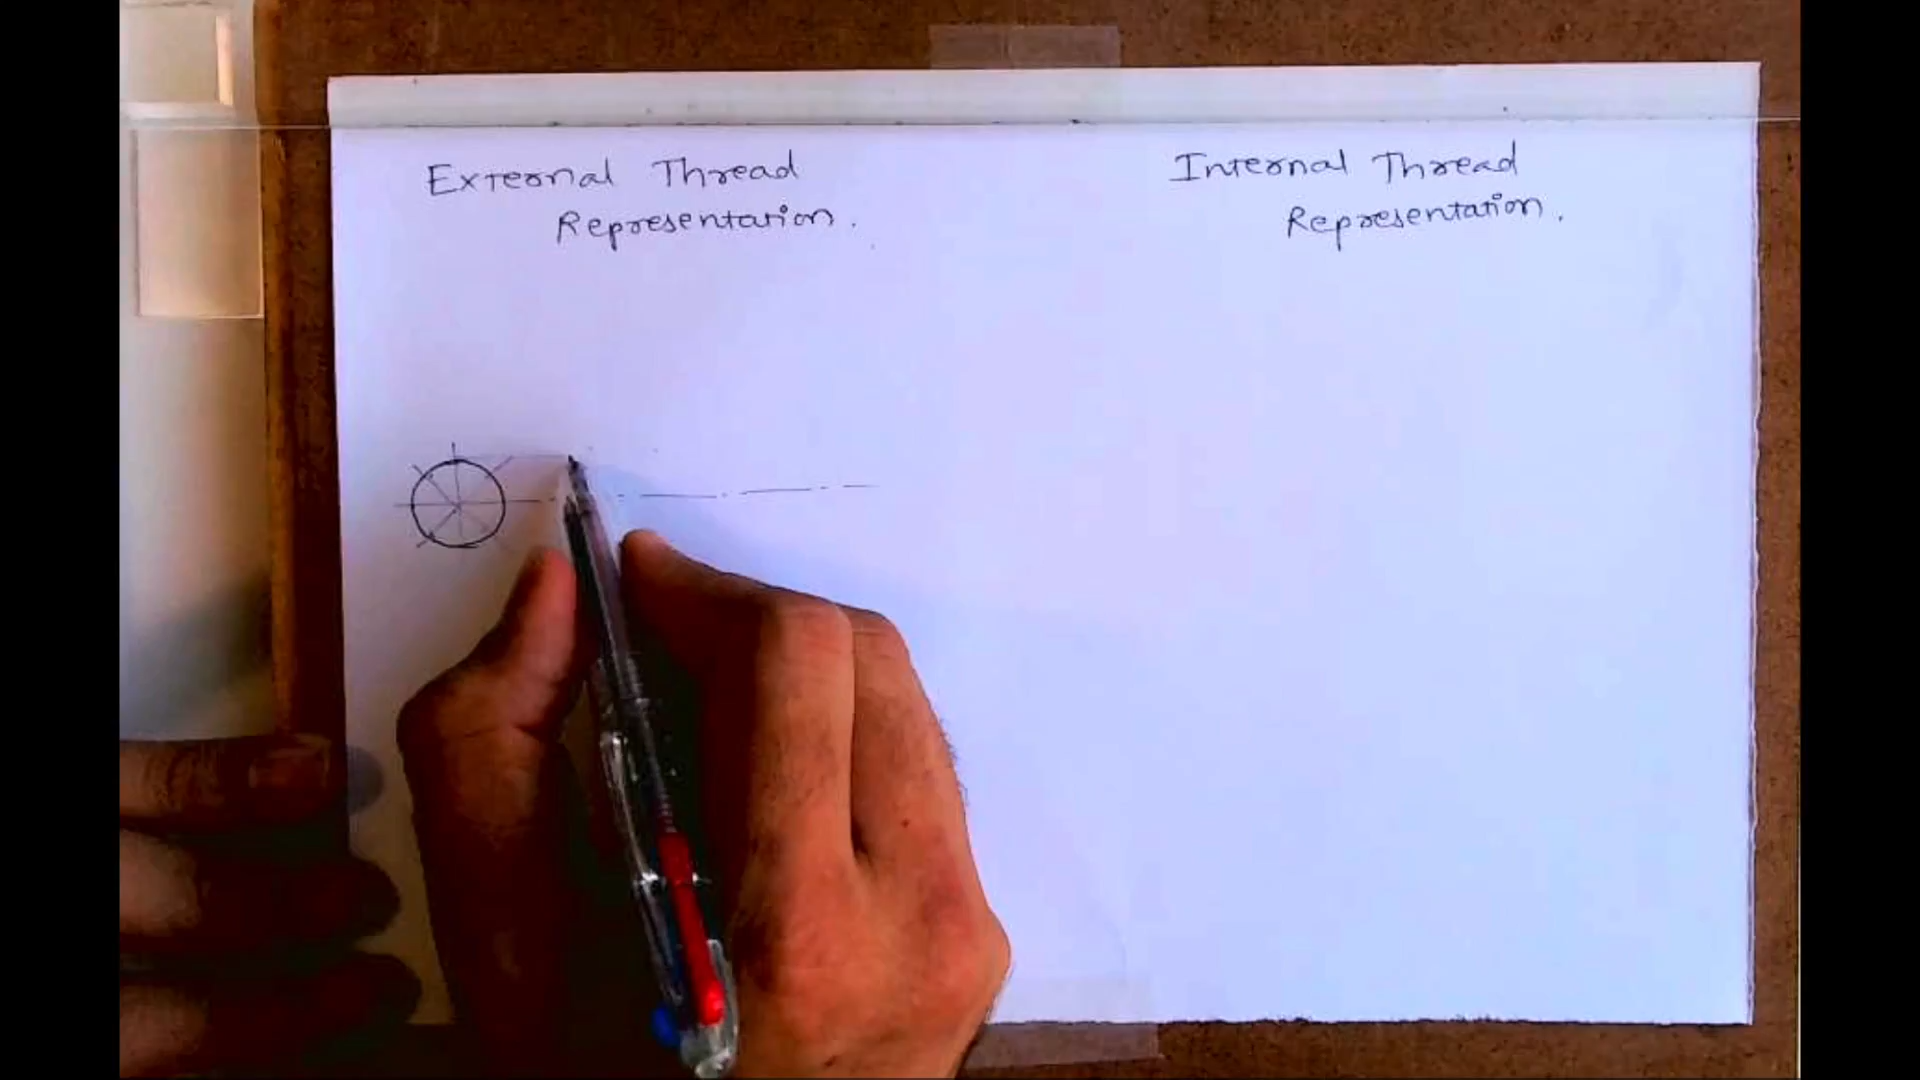 External Thread
Representation.
Internal Thread
Representation.